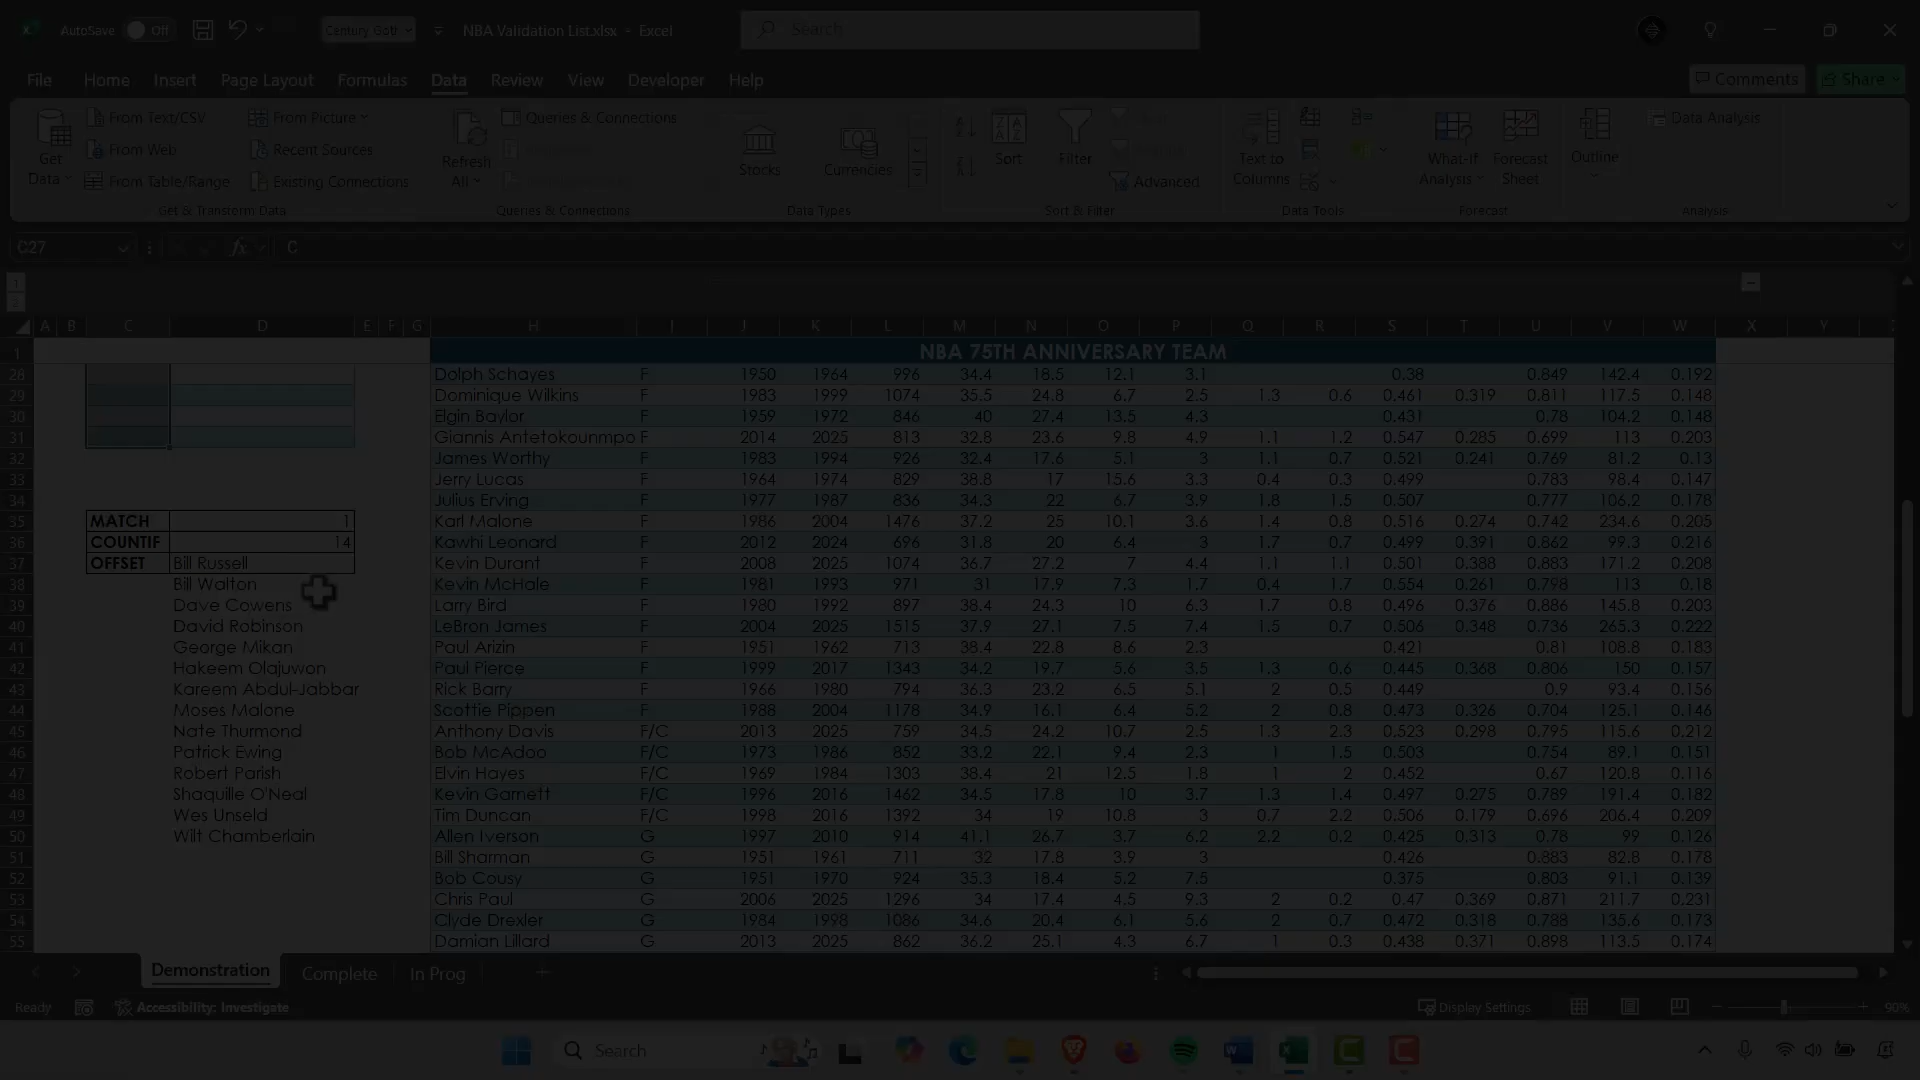 AutoSave Off Century Goth NBA Validation List.xlsx - Excel Search
File Home Insert Page Layout Formulas Data Review View Developer Help Comments Share
Get Data From Text/CSV From Picture Refresh All Queries & Connections Stocks Currencies Sort Filter Text to Columns What-If Analysis Forecast Sheet Outline Data Analysis
From Web Recent Sources
From Table/Range Existing Connections Advanced
Get & Transform Data Queries & Connections Data Types Sort & Filter Data Tools Forecast Analysis
C27 fx C
1
2
A B C D E F G H I J K L M N O P Q R S T U V W X Y
1 NBA 75TH ANNIVERSARY TEAM
28 Dolph Schayes F 1950 1964 996 34.4 18.5 12.1 3.1 0.38 0.849 142.4 0.192
29 Dominique Wilkins F 1983 1999 1074 35.5 24.8 6.7 2.5 1.3 0.6 0.461 0.319 0.811 117.5 0.148
30 Elgin Baylor F 1959 1972 846 40 27.4 13.5 4.3 0.431 0.78 104.2 0.148
31 Giannis Antetokounmpo F 2014 2025 813 32.8 23.6 9.8 4.9 1.1 1.2 0.547 0.285 0.699 113 0.203
32 James Worthy F 1983 1994 926 32.4 17.6 5.1 3 1.1 0.7 0.521 0.241 0.769 81.2 0.13
33 Jerry Lucas F 1964 1974 829 38.8 17 15.6 3.3 0.4 0.3 0.499 0.783 98.4 0.147
34 Julius Erving F 1977 1987 836 34.3 22 6.7 3.9 1.8 1.5 0.507 0.777 106.2 0.178
35 MATCH 1 Karl Malone F 1986 2004 1476 37.2 25 10.1 3.6 1.4 0.8 0.516 0.274 0.742 234.6 0.205
36 COUNTIF 14 Kawhi Leonard F 2012 2024 696 31.8 20 6.4 3 1.7 0.7 0.499 0.391 0.862 99.3 0.216
37 OFFSET Bill Russell Kevin Durant F 2008 2025 1074 36.7 27.2 7 4.4 1.1 1.1 0.501 0.388 0.883 171.2 0.208
38 Bill Walton Kevin McHale F 1981 1993 971 31 17.9 7.3 1.7 0.4 1.7 0.554 0.261 0.798 113 0.18
39 Dave Cowens Larry Bird F 1980 1992 897 38.4 24.3 10 6.3 1.7 0.8 0.496 0.376 0.886 145.8 0.203
40 David Robinson LeBron James F 2004 2025 1515 37.9 27.1 7.5 7.4 1.5 0.7 0.506 0.348 0.736 265.3 0.222
41 George Mikan Paul Arizin F 1951 1962 713 38.4 22.8 8.6 2.3 0.421 0.81 108.8 0.183
42 Hakeem Olajuwon Paul Pierce F 1999 2017 1343 34.2 19.7 5.6 3.5 1.3 0.6 0.445 0.368 0.806 150 0.157
43 Kareem Abdul-Jabbar Rick Barry F 1966 1980 794 36.3 23.2 6.5 5.1 2 0.5 0.449 0.9 93.4 0.156
44 Moses Malone Scottie Pippen F 1988 2004 1178 34.9 16.1 6.4 5.2 2 0.8 0.473 0.326 0.704 125.1 0.146
45 Nate Thurmond Anthony Davis F/C 2013 2025 759 34.5 24.2 10.7 2.5 1.3 2.3 0.523 0.298 0.795 115.6 0.212
46 Patrick Ewing Bob McAdoo F/C 1973 1986 852 33.2 22.1 9.4 2.3 1 1.5 0.503 0.754 89.1 0.151
47 Robert Parish Elvin Hayes F/C 1969 1984 1303 38.4 21 12.5 1.8 1 2 0.452 0.67 120.8 0.116
48 Shaquille O'Neal Kevin Garnett F/C 1996 2016 1462 34.5 17.8 10 3.7 1.3 1.4 0.497 0.275 0.789 191.4 0.182
49 Wes Unseld Tim Duncan F/C 1998 2016 1392 34 19 10.8 3 0.7 2.2 0.506 0.179 0.696 206.4 0.209
50 Wilt Chamberlain Allen Iverson G 1997 2010 914 41.1 26.7 3.7 6.2 2.2 0.2 0.425 0.313 0.78 99 0.126
51 Bill Sharman G 1951 1961 711 32 17.8 3.9 3 0.426 0.883 82.8 0.178
52 Bob Cousy G 1951 1970 924 35.3 18.4 5.2 7.5 0.375 0.803 91.1 0.139
53 Chris Paul G 2006 2025 1296 34 17.4 4.5 9.3 2 0.2 0.47 0.369 0.871 211.7 0.231
54 Clyde Drexler G 1984 1998 1086 34.6 20.4 6.1 5.6 2 0.7 0.472 0.318 0.788 135.6 0.173
55 Damian Lillard G 2013 2025 862 36.2 25.1 4.3 6.7 1 0.3 0.438 0.371 0.898 113.5 0.174
Demonstration Complete In Prog
Ready Accessibility: Investigate Display Settings 90%
Search